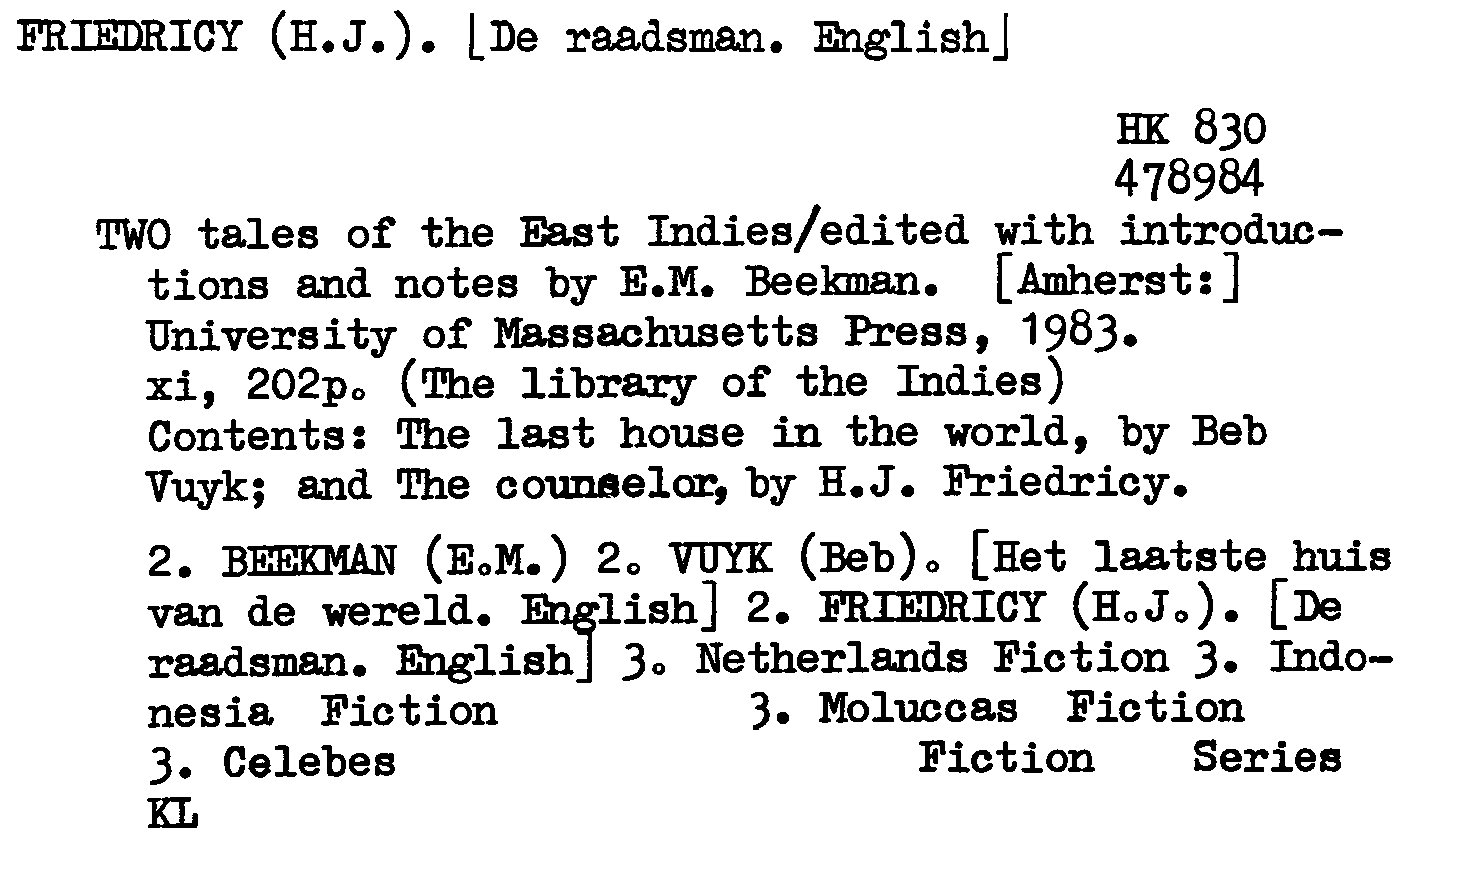 FRIEDRICY (H.J.). [De raadsman. English]
HK 830
478984
TWO tales of the East Indies/edited with introduc-
tions and notes by E.M. Beekman. [Amherst:]
University of Massachusetts Press, 1983.
xi, 202p. (The library of the Indies)
Contents: The last house in the world, by Beb
Vuyk; and The counselor, by H.J. Friedricy.
2. BEEKMAN (E.M.) 2. VUYK (Beb). [Het laatste huis
van de wereld. English] 2. FRIEDRICY (H.J.). [De
raadsman. English] 3. Netherlands Fiction 3. Indo-
nesia Fiction 3. Moluccas Fiction
3. Celebes Fiction Series
KL